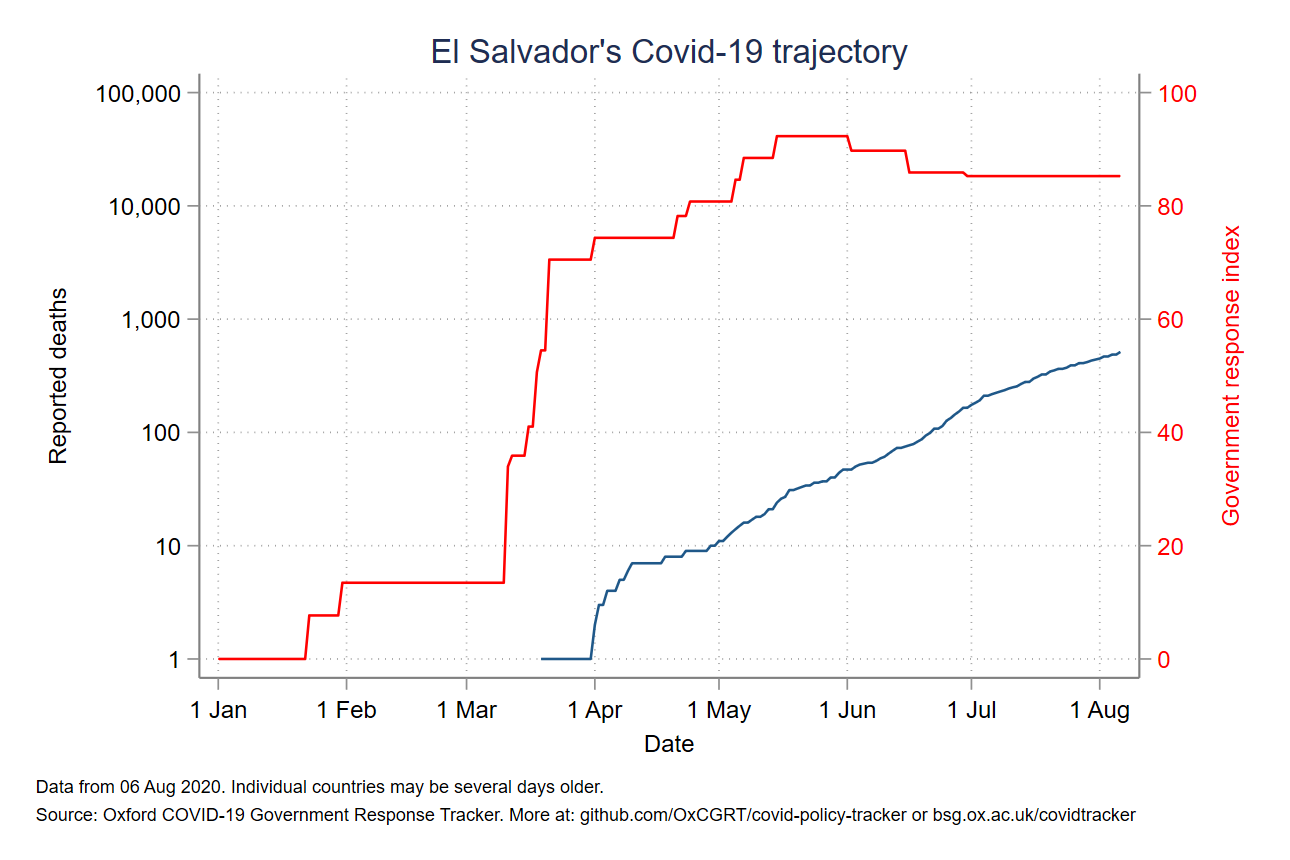 El Salvador's Covid-19 trajectory
100,000
10,000
1,000
100
10
1
Reported deaths
100
80
60
40
20
0
Government response index
1 Jan 1 Feb 1 Mar 1 Apr 1 May 1 Jun 1 Jul 1 Aug
Date
Data from 06 Aug 2020. Individual countries may be several days older.
Source: Oxford COVID-19 Government Response Tracker. More at: github.com/OxCGRT/covid-policy-tracker or bsg.ox.ac.uk/covidtracker